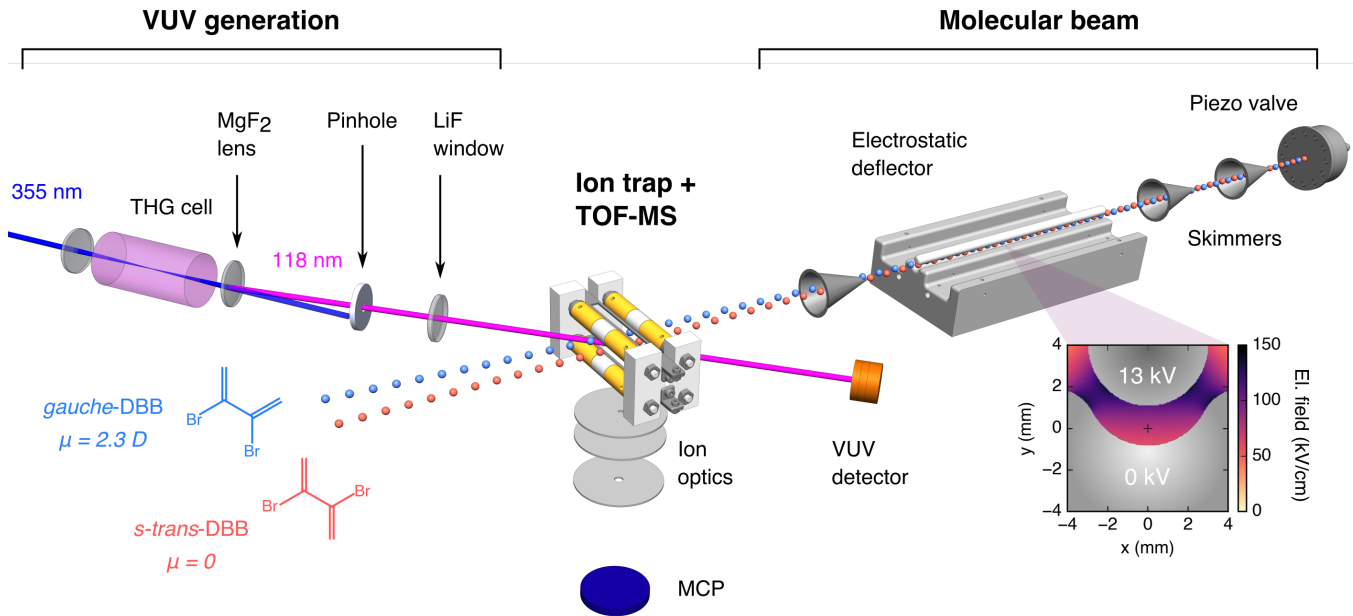 VUV generation
Molecular beam
MgF2
lens
Pinhole
LiF
window
Piezo valve
Electrostatic
deflector
355 nm
THG cell
Ion trap +
TOF-MS
118 nm
Skimmers
gauche-DBB
μ = 2.3 D
Br
Br
s-trans-DBB
μ = 0
Br
Br
Ion
optics
VUV
detector
MCP
13 kV
0 kV
4
2
0
−2
−4
y (mm)
−4 −2 0 2 4
x (mm)
150
100
50
0
El. field (kV/cm)